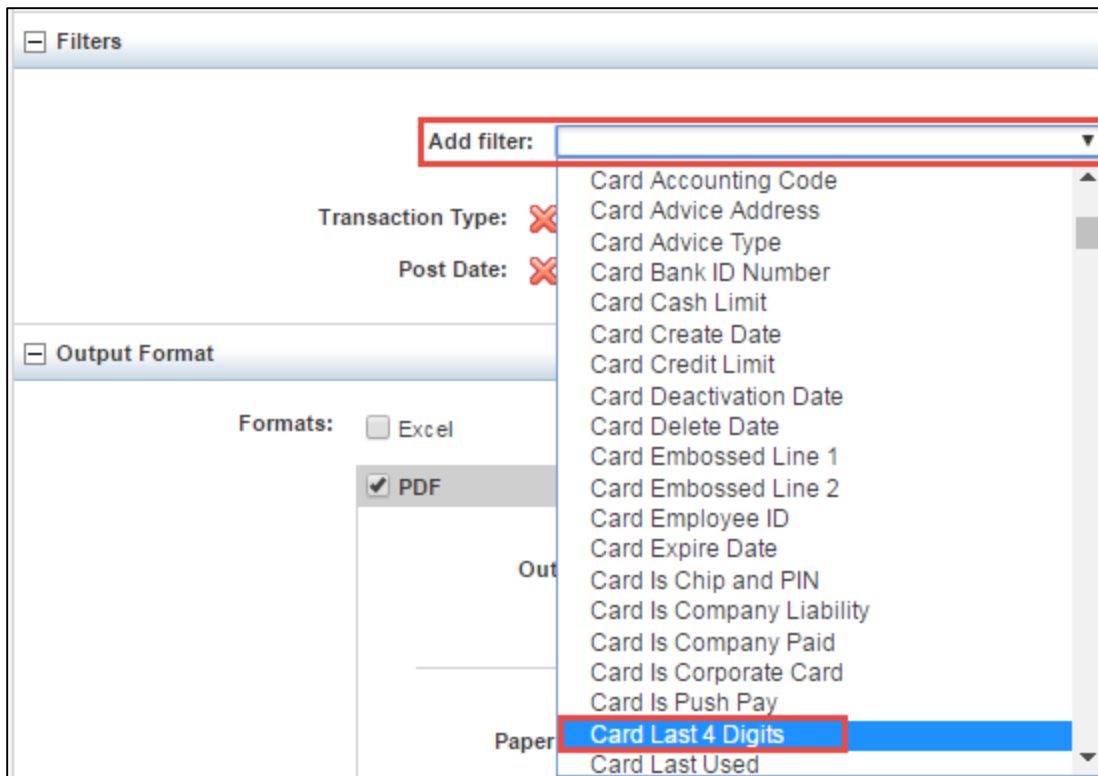 Filters
Add filter:
Card Accounting Code
Card Advice Address
Transaction Type:
Card Advice Type
Post Date:
Card Bank ID Number
Card Cash Limit
Card Create Date
Output Format
Card Credit Limit
Card Deactivation Date
Formats:
Excel
Card Delete Date
Card Embossed Line 1
PDF
Card Embossed Line 2
Card Employee ID
Card Expire Date
Out
Card Is Chip and PIN
Card Is Company Liability
Card Is Company Paid
Card Is Corporate Card
Card Is Push Pay
Paper
Card Last 4 Digits
Card Last Used